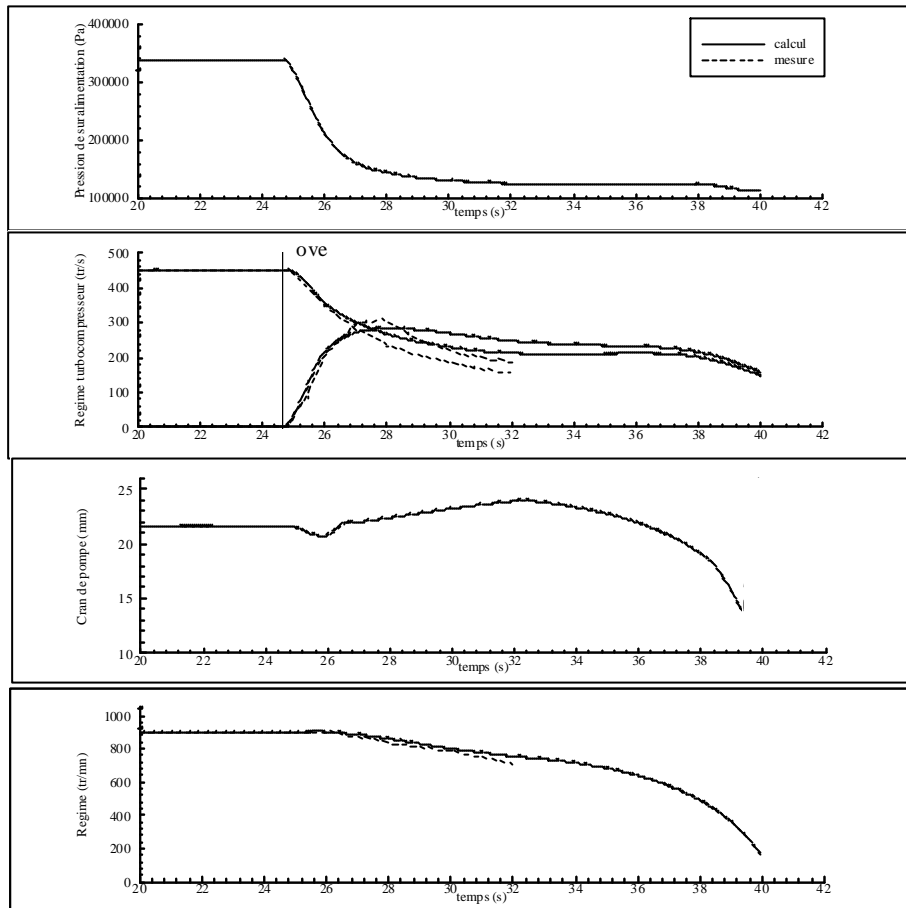 400000
300000
200000
100000
Pression de suralimentation (Pa)
calcul
mesure
20 22 24 26 28 30 32 34 36 38 40 42
temps (s)
ove
500
400
300
200
100
0
Regime turbocompresseur (tr/s)
20 22 24 26 28 30 32 34 36 38 40 42
temps (s)
25
20
15
10
Cran de pompe (mm)
20 22 24 26 28 30 32 34 36 38 40 42
temps (s)
1000
800
600
400
200
0
Regime (tr/mn)
20 22 24 26 28 30 32 34 36 38 40 42
temps (s)